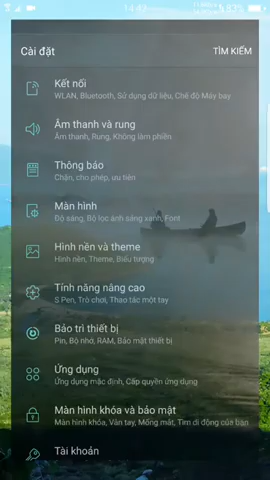 14:47
83%
Cài đặt
TÌM KIẾM
Kết nối
WLAN, Bluetooth, Sử dụng dữ liệu, Chế độ Máy bay
Âm thanh và rung
Âm thanh, Rung, Không làm phiền
Thông báo
Chặn, cho phép, ưu tiên
Màn hình
Độ sáng, Bộ lọc ánh sáng xanh, Font
Hình nền và theme
Hình nền, Theme, Biểu tượng
Tính năng nâng cao
S Pen, Trò chơi, Thao tác một tay
Bảo trì thiết bị
Pin, Bộ nhớ, RAM, Bảo mật thiết bị
Ứng dụng
Ứng dụng mặc định, Cấp quyền ứng dụng
Màn hình khóa và bảo mật
Màn hình khóa, Vân tay, Mống mắt, Tìm di động của bạn
Tài khoản